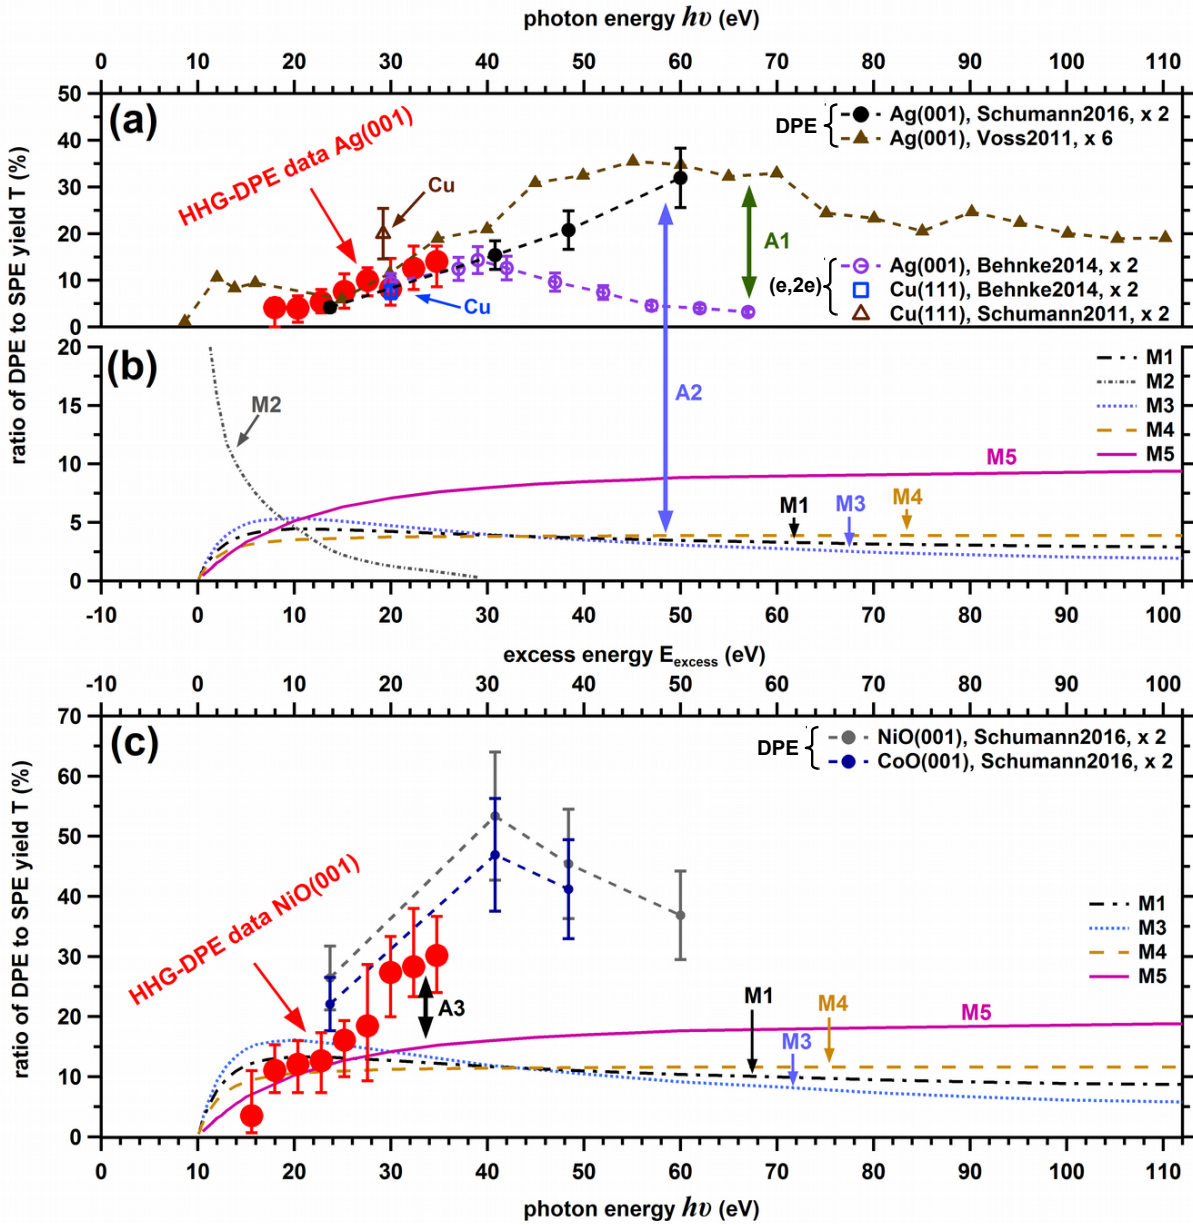 photon energy hυ (eV)
0 10 20 30 40 50 60 70 80 90 100 110
50
40
30
20
10
0
ratio of DPE to SPE yield T (%)
(a)
HHG-DPE data Ag(001)
Cu
Cu
A1
DPE
Ag(001), Schumann2016, x 2
Ag(001), Voss2011, x 6
(e,2e)
Ag(001), Behnke2014, x 2
Cu(111), Behnke2014, x 2
Cu(111), Schumann2011, x 2
20
15
10
5
0
(b)
M2
A2
M1
M2
M3
M4
M5
M5
M1
M3
M4
-10 0 10 20 30 40 50 60 70 80 90 100
excess energy Eexcess (eV)
-10 0 10 20 30 40 50 60 70 80 90 100
70
60
50
40
30
20
10
0
ratio of DPE to SPE yield T (%)
(c)
DPE
NiO(001), Schumann2016, x 2
CoO(001), Schumann2016, x 2
HHG-DPE data NiO(001)
A3
M1
M3
M4
M5
M1
M3
M4
M5
0 10 20 30 40 50 60 70 80 90 100 110
photon energy hυ (eV)